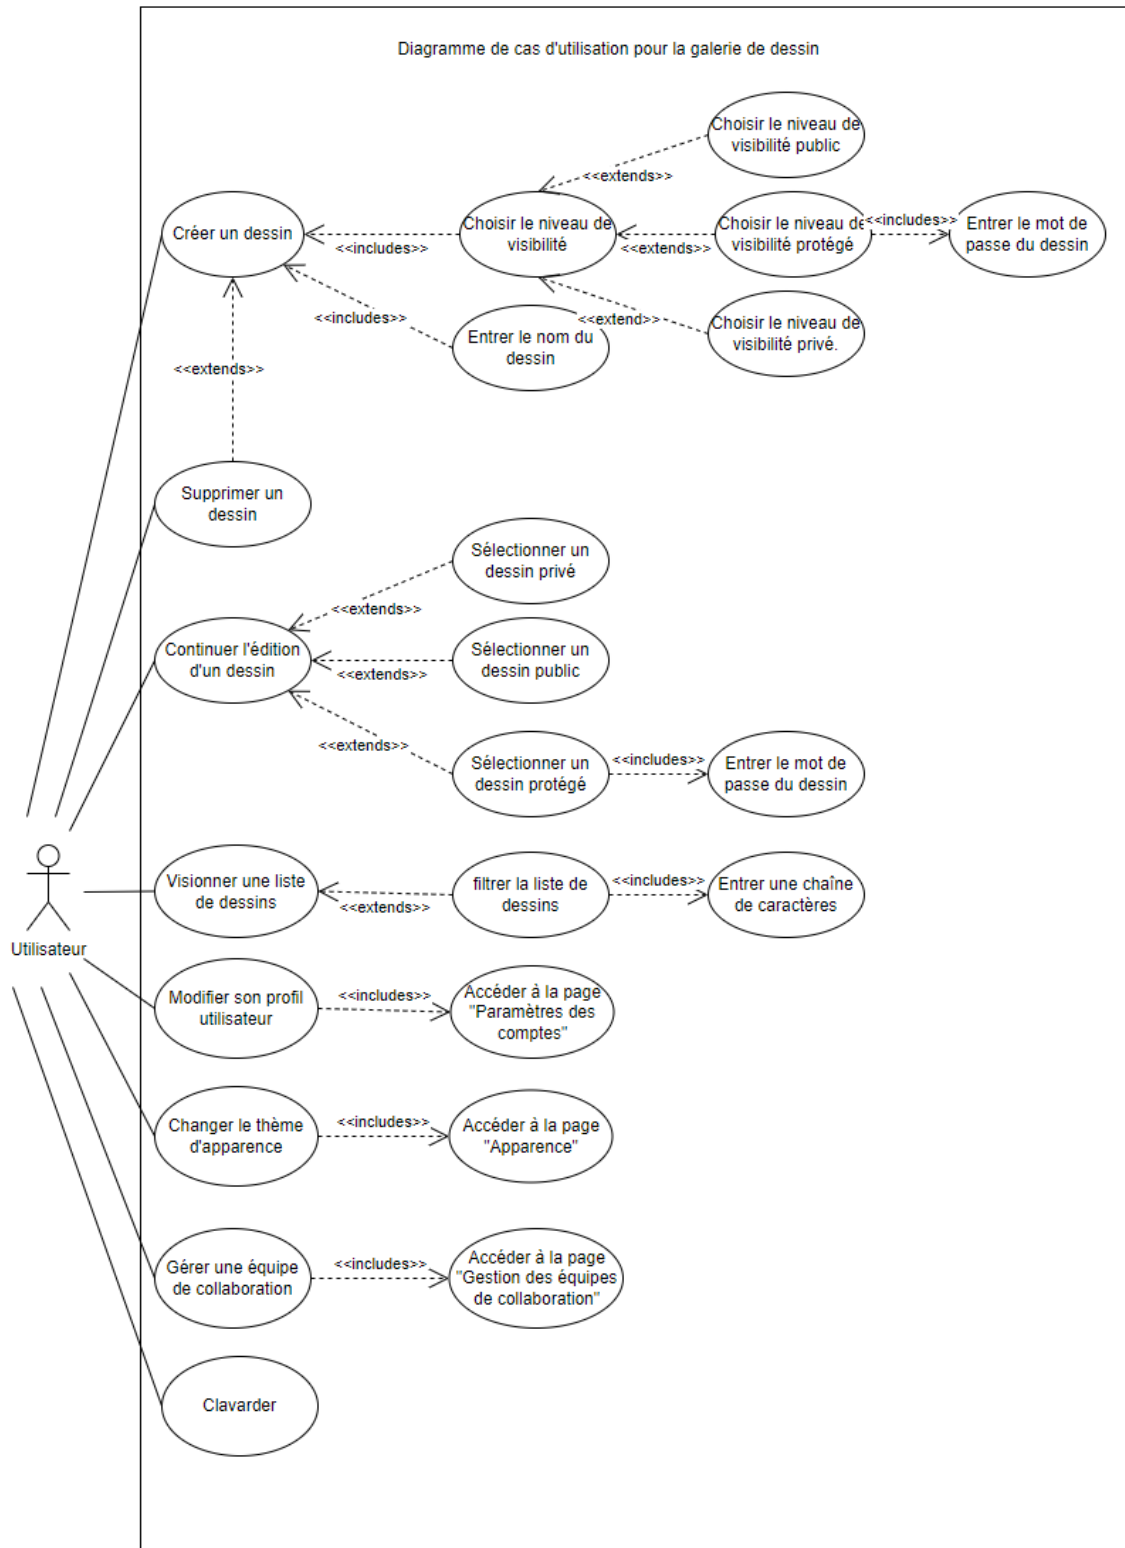 Diagramme de cas d'utilisation pour la galerie de dessin
Choisir le niveau de
visibilité public
<<extends>>
Créer un dessin
<<includes>>
Choisir le niveau de
visibilité
<<extends>>
Choisir le niveau de
visibilité protégé
<<includes>>
Entrer le mot de
passe du dessin
<<includes>>
Entrer le nom du
dessin
<<extend>>
Choisir le niveau de
visibilité privé.
<<extends>>
Supprimer un
dessin
Sélectionner un
dessin privé
<<extends>>
Continuer l'édition
d'un dessin
<<extends>>
Sélectionner un
dessin public
<<extends>>
Sélectionner un
dessin protégé
<<includes>>
Entrer le mot de
passe du dessin
Utilisateur
Visionner une liste
de dessins
<<extends>>
filtrer la liste de
dessins
<<includes>>
Entrer une chaîne
de caractères
Modifier son profil
utilisateur
<<includes>>
Accéder à la page
"Paramètres des
comptes"
Changer le thème
d'apparence
<<includes>>
Accéder à la page
"Apparence"
Gérer une équipe
de collaboration
<<includes>>
Accéder à la page
"Gestion des équipes
de collaboration"
Clavarder